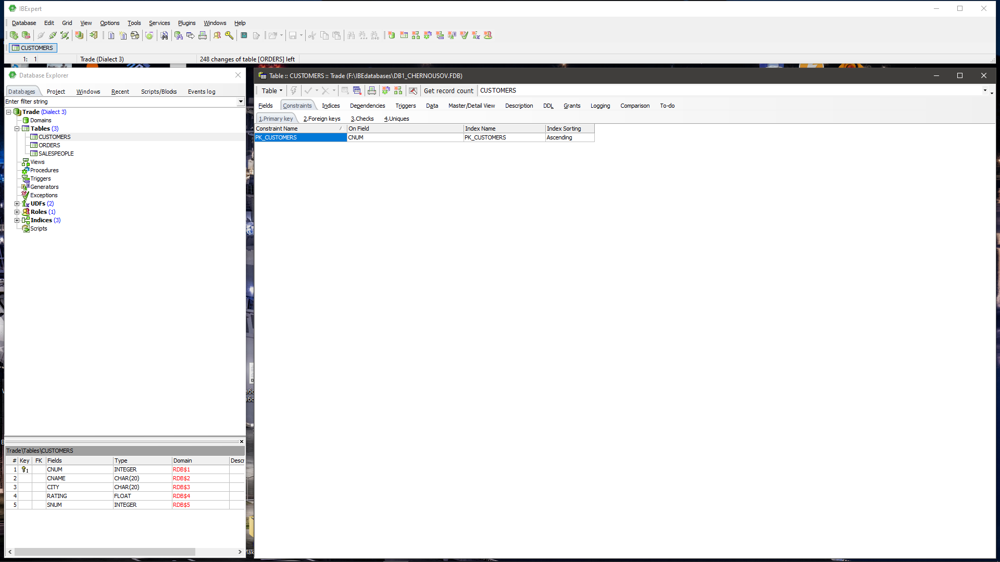 IBExpert
Database Edit Grid View Options Tools Services Plugins Windows Help
CUSTOMERS
1: 1 Trade (Dialect 3) 248 changes of table [ORDERS] left
Database Explorer
Databases Project Windows Recent Scripts/Blocks Events log
Enter filter string
Trade (Dialect 3)
Domains
Tables (3)
CUSTOMERS
ORDERS
SALESPEOPLE
Views
Procedures
Triggers
Generators
Exceptions
UDFs (2)
Roles (1)
Indices (3)
Scripts
Trade\Tables\CUSTOMERS
# Key FK Fields Type Domain Descr
1 1 CNUM INTEGER RDB$1
2 CNAME CHAR(20) RDB$2
3 CITY CHAR(20) RDB$3
4 RATING FLOAT RDB$4
5 SNUM INTEGER RDB$5
Table :: CUSTOMERS :: Trade (F:\IBEdatabases\DB1_CHERNOUSOV.FDB)
Table Get record count CUSTOMERS
Fields Constraints Indices Dependencies Triggers Data Master/Detail View Description DDL Grants Logging Comparison To-do
1.Primary key 2.Foreign keys 3.Checks 4.Uniques
Constraint Name On Field Index Name Index Sorting
PK_CUSTOMERS CNUM PK_CUSTOMERS Ascending